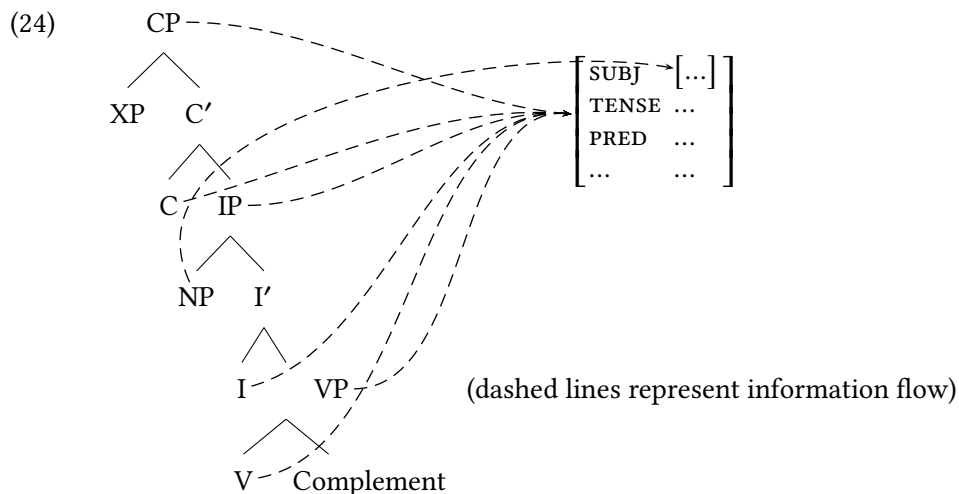 (24) CP
SUBJ […]
XP C′ TENSE …
PRED …
… …
C IP
NP I′
I VP (dashed lines represent information flow)
V Complement